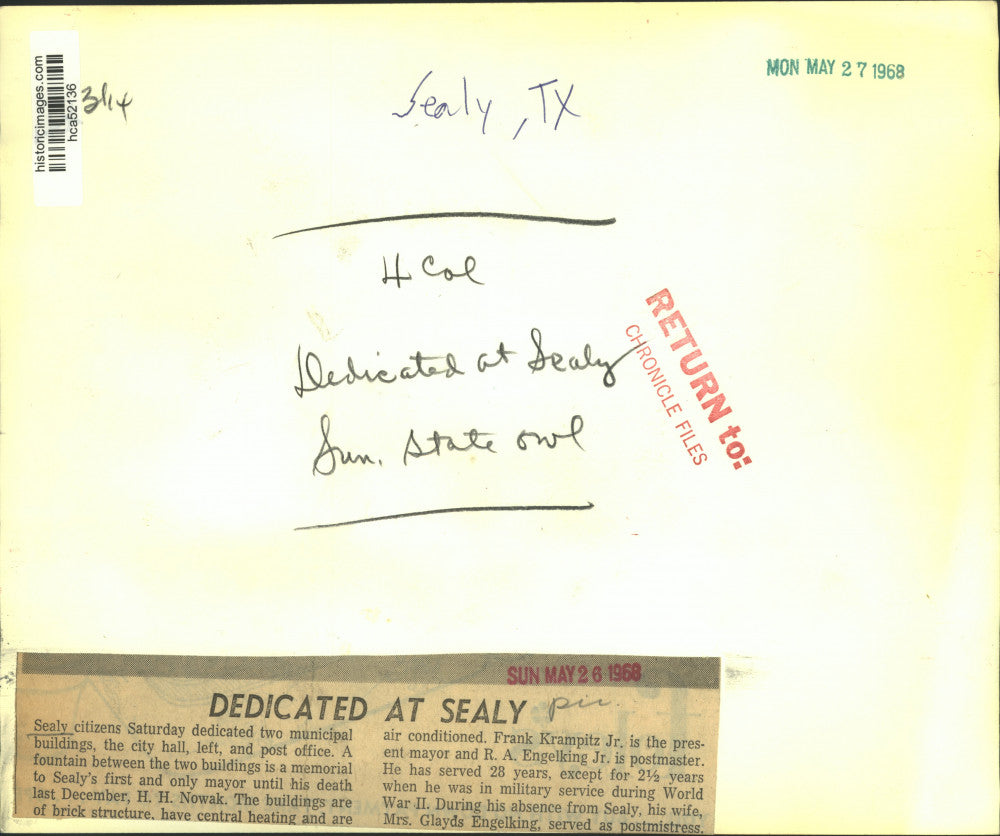 historicimages.com
hca52136
3/4
Sealy, TX
MON MAY 27 1968
4 Col
Dedicated at Sealy
Sun. State owl
RETURN to:
CHRONICLE FILES
SUN MAY 26 1968
DEDICATED AT SEALY
pic
Sealy citizens Saturday dedicated two municipal
buildings, the city hall, left, and post office. A
fountain between the two buildings is a memorial
to Sealy's first and only mayor until his death
last December, H. H. Nowak. The buildings are
of brick structure, have central heating and are
air conditioned. Frank Krampitz Jr. is the pres-
ent mayor and R. A. Engelking Jr. is postmaster.
He has served 28 years, except for 2½ years
when he was in military service during World
War II. During his absence from Sealy, his wife,
Mrs. Glayds Engelking, served as postmistress.